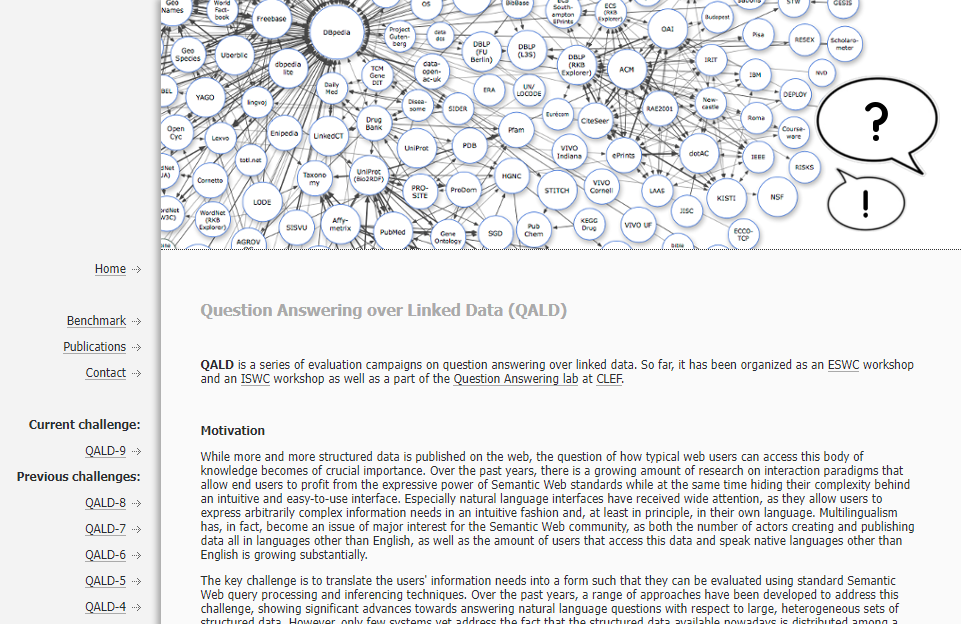 Geo Names
World Fact-book
Freebase
DBpedia
Project Guten-berg
data dcs
OS
BibBase
ECS South-ampton EPrints
ECS (RKB Explorer)
OAI
Budapest
Pisa
STW
GESIS
RESEX
Scholaro-meter
Geo Species
Uberblic
dbpedia lite
TCM Gene DIT
data-open-ac-uk
DBLP (FU Berlin)
DBLP (L3S)
DBLP (RKB Explorer)
ACM
IRIT
IBM
NVD
YAGO
lingvoj
Daily Med
Disea-some
SIDER
ERA
UN/ LOCODE
Eurécom
CiteSeer
RAE2001
New-castle
DEPLOY
Roma
Course-ware
Open Cyc
Lexvo
Enipedia
LinkedCT
Drug Bank
UniProt
PDB
Pfam
VIVO Indiana
ePrints
dotAC
IEEE
RISKS
totl.net
Cornetto
Taxono my
UniProt (Bio2RDF)
PRO-SITE
ProDom
HGNC
STITCH
VIVO Cornell
LAAS
KISTI
NSF
JISC
WordNet (RKB Explorer)
LODE
SISVU
Affy-metrix
PubMed
Gene Ontology
SGD
Pub Chem
KEGG Drug
VIVO UF
ECCO-TCP
AGROV
?
!
Home
Benchmark
Publications
Contact
Current challenge:
QALD-9
Previous challenges:
QALD-8
QALD-7
QALD-6
QALD-5
QALD-4
Question Answering over Linked Data (QALD)
QALD is a series of evaluation campaigns on question answering over linked data. So far, it has been organized as an ESWC workshop
and an ISWC workshop as well as a part of the Question Answering lab at CLEF.
Motivation
While more and more structured data is published on the web, the question of how typical web users can access this body of
knowledge becomes of crucial importance. Over the past years, there is a growing amount of research on interaction paradigms that
allow end users to profit from the expressive power of Semantic Web standards while at the same time hiding their complexity behind
an intuitive and easy-to-use interface. Especially natural language interfaces have received wide attention, as they allow users to
express arbitrarily complex information needs in an intuitive fashion and, at least in principle, in their own language. Multilingualism
has, in fact, become an issue of major interest for the Semantic Web community, as both the number of actors creating and publishing
data all in languages other than English, as well as the amount of users that access this data and speak native languages other than
English is growing substantially.
The key challenge is to translate the users' information needs into a form such that they can be evaluated using standard Semantic
Web query processing and inferencing techniques. Over the past years, a range of approaches have been developed to address this
challenge, showing significant advances towards answering natural language questions with respect to large, heterogeneous sets of
structured data. However, only few systems yet address the fact that the structured data available nowadays is distributed among a